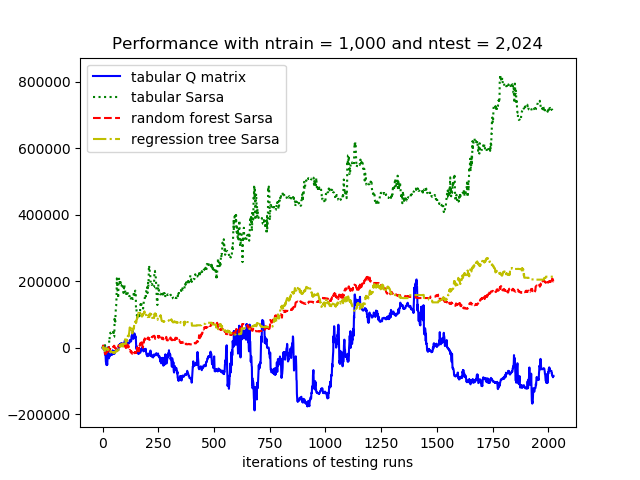 Performance with ntrain = 1,000 and ntest = 2,024
tabular Q matrix
tabular Sarsa
random forest Sarsa
regression tree Sarsa
800000
600000
400000
200000
0
−200000
0 250 500 750 1000 1250 1500 1750 2000
iterations of testing runs